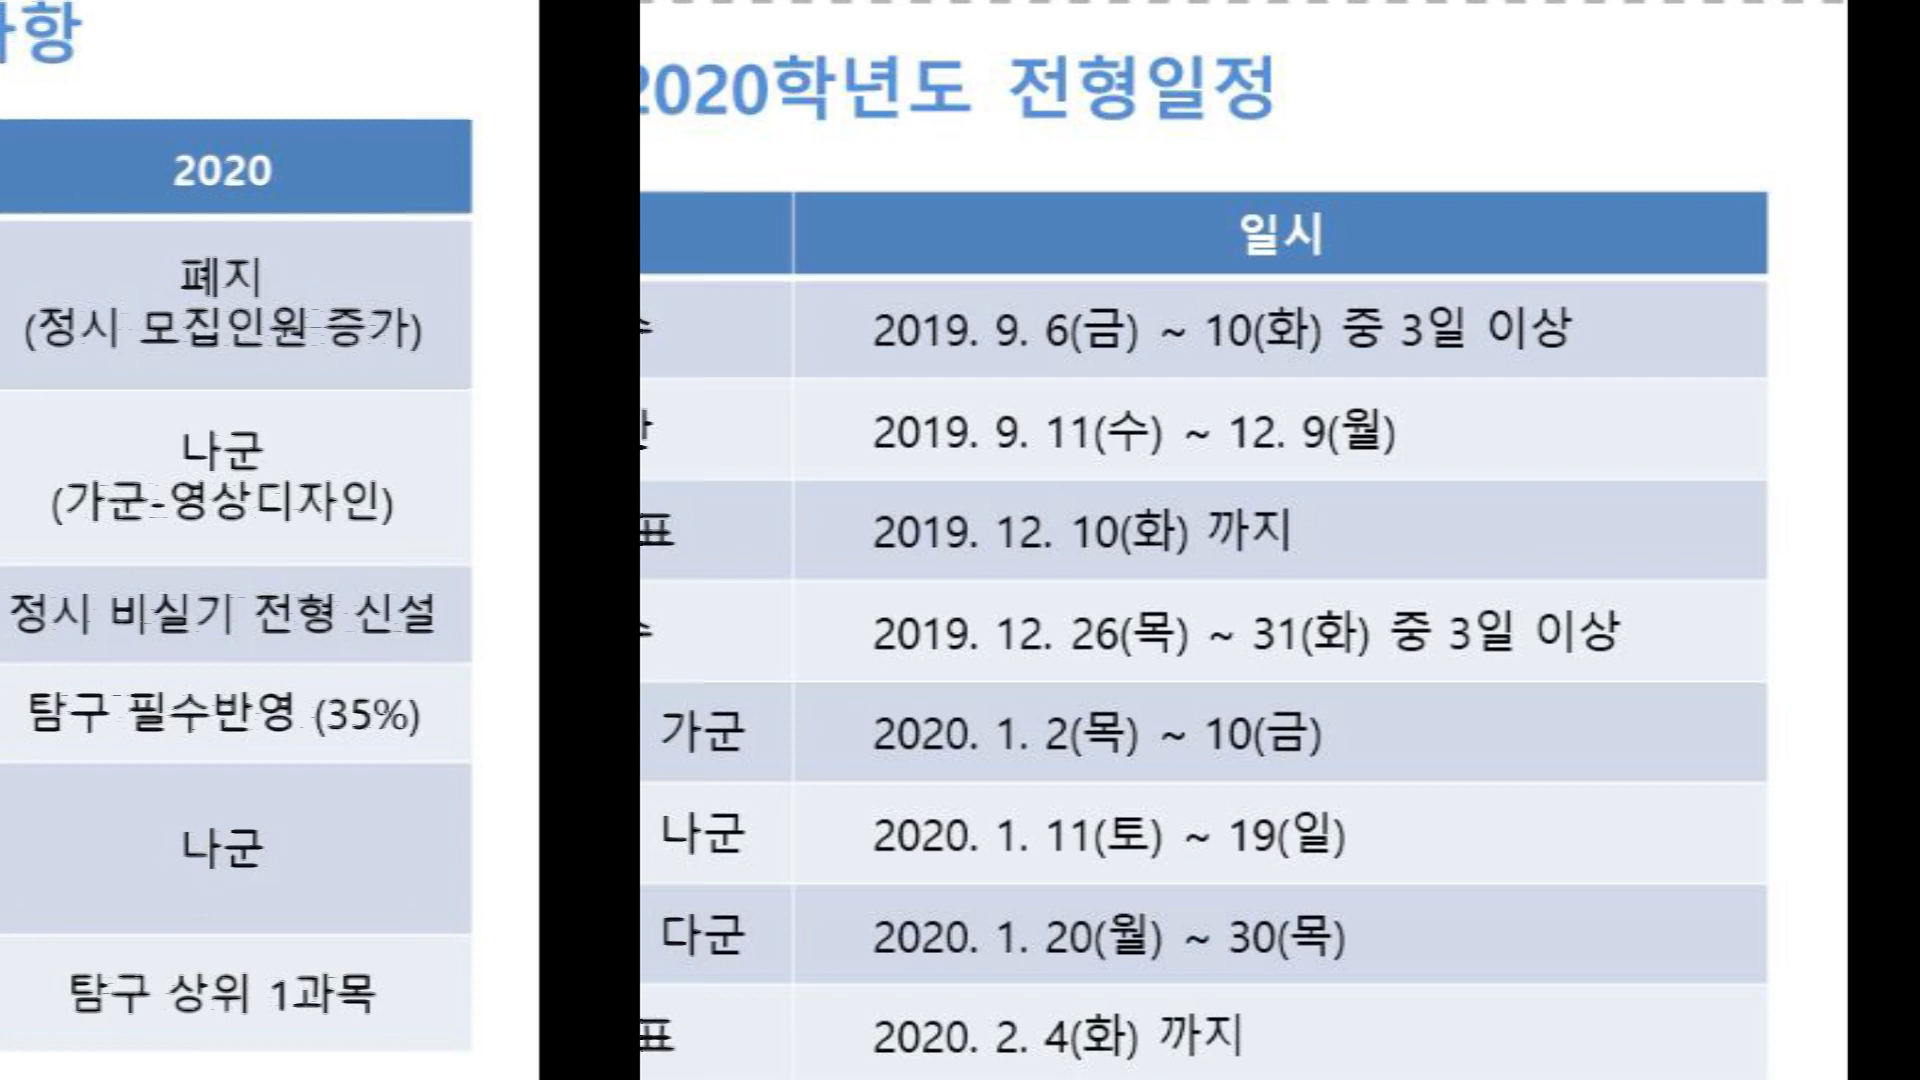 2020
폐지
(정시 모집인원 증가)
나군
(가군-영상디자인)
정시 비실기 전형 신설
탐구 필수반영 (35%)
나군
탐구 상위 1과목
2020학년도 전형일정
일시
2019. 9. 6(금) ~ 10(화) 중 3일 이상
2019. 9. 11(수) ~ 12. 9(월)
표 2019. 12. 10(화) 까지
2019. 12. 26(목) ~ 31(화) 중 3일 이상
가군 2020. 1. 2(목) ~ 10(금)
나군 2020. 1. 11(토) ~ 19(일)
다군 2020. 1. 20(월) ~ 30(목)
표 2020. 2. 4(화) 까지